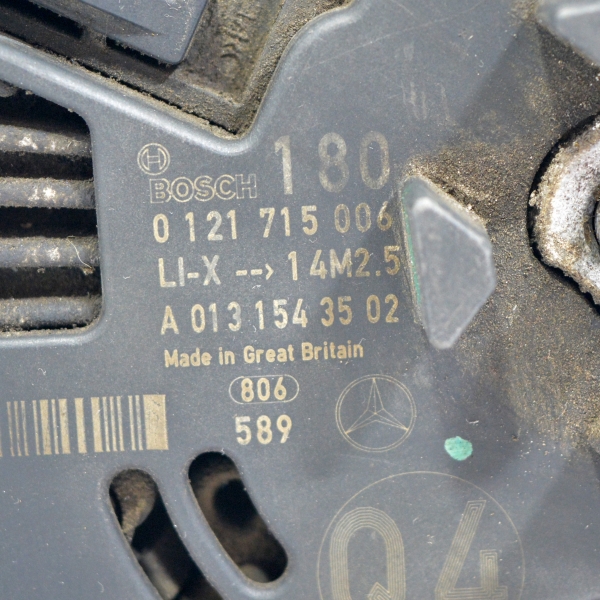 180
BOSCH
0 121 715 006
LI-X --> 14M2.5
A 013 154 35 02
Made in Great Britain
806
589
Q4